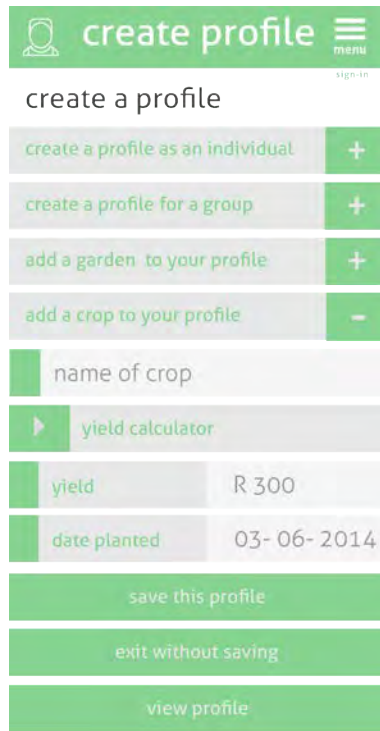 create profile
menu
sign-in
create a profile
create a profile as an individual +
create a profile for a group +
add a garden to your profile +
add a crop to your profile -
name of crop
yield calculator
yield R 300
date planted 03- 06- 2014
save this profile
exit without saving
view profile